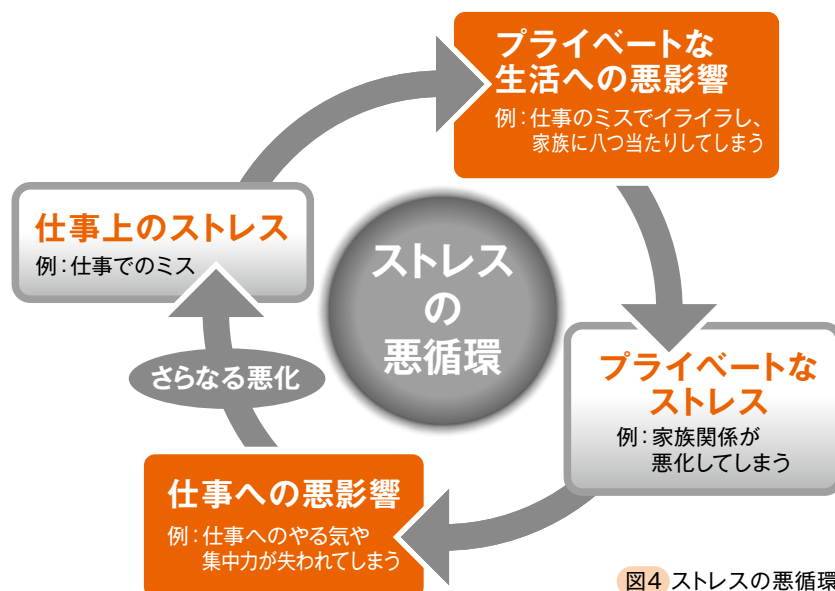 プライベートな
生活への悪影響
例：仕事のミスでイライラし、
家族に八つ当たりしてしまう
仕事上のストレス
例：仕事でのミス
ストレス
の
悪循環
プライベートな
ストレス
例：家族関係が
悪化してしまう
さらなる悪化
仕事への悪影響
例：仕事へのやる気や
集中力が失われてしまう
図4 ストレスの悪循環